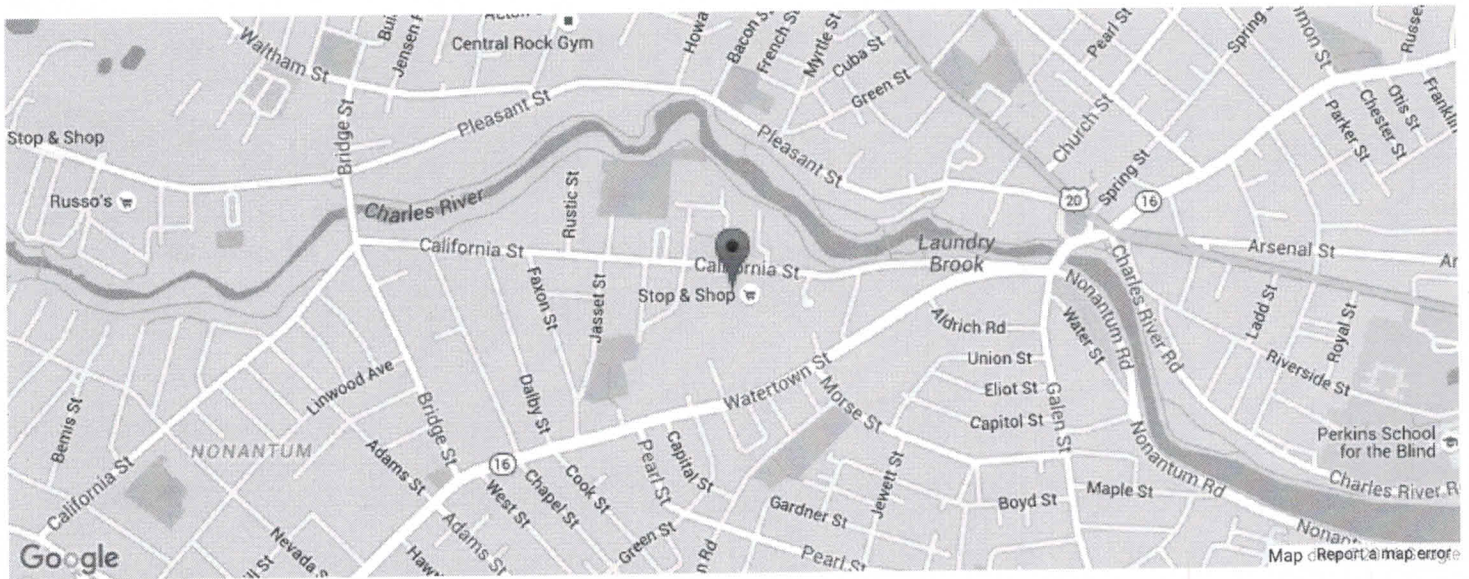 Waltham St
Jensen
Central Rock Gym
Bacon St
French St
Myrtle St
Cuba St
Green St
Pearl St
Spring
Stop & Shop
Bridge St
Pleasant St
Pleasant St
Church St
Parker St
Chester St
Otis St
Russo's
Charles River
Rustic St
20
Spring St
16
California St
California St
Laundry
Brook
Arsenal St
Stop & Shop
Faxon St
Jasset St
Nonantum Rd
Charles River Rd
Ladd St
Royal St
Aldrich Rd
Water St
Union St
Riverside St
Linwood Ave
Eliot St
Galen St
Watertown St
Morse St
Capitol St
Dalby St
Bridge St
Bemis St
NONANTUM
Adams St
Perkins School
for the Blind
16
Pearl St
Capital St
Nonantum Rd
Cook St
Chapel St
West St
California St
Jewett St
Boyd St
Maple St
Charles River R
Gardner St
Adams St
Green St
Nevada S
Pearl St
Google
Map
Report a map error